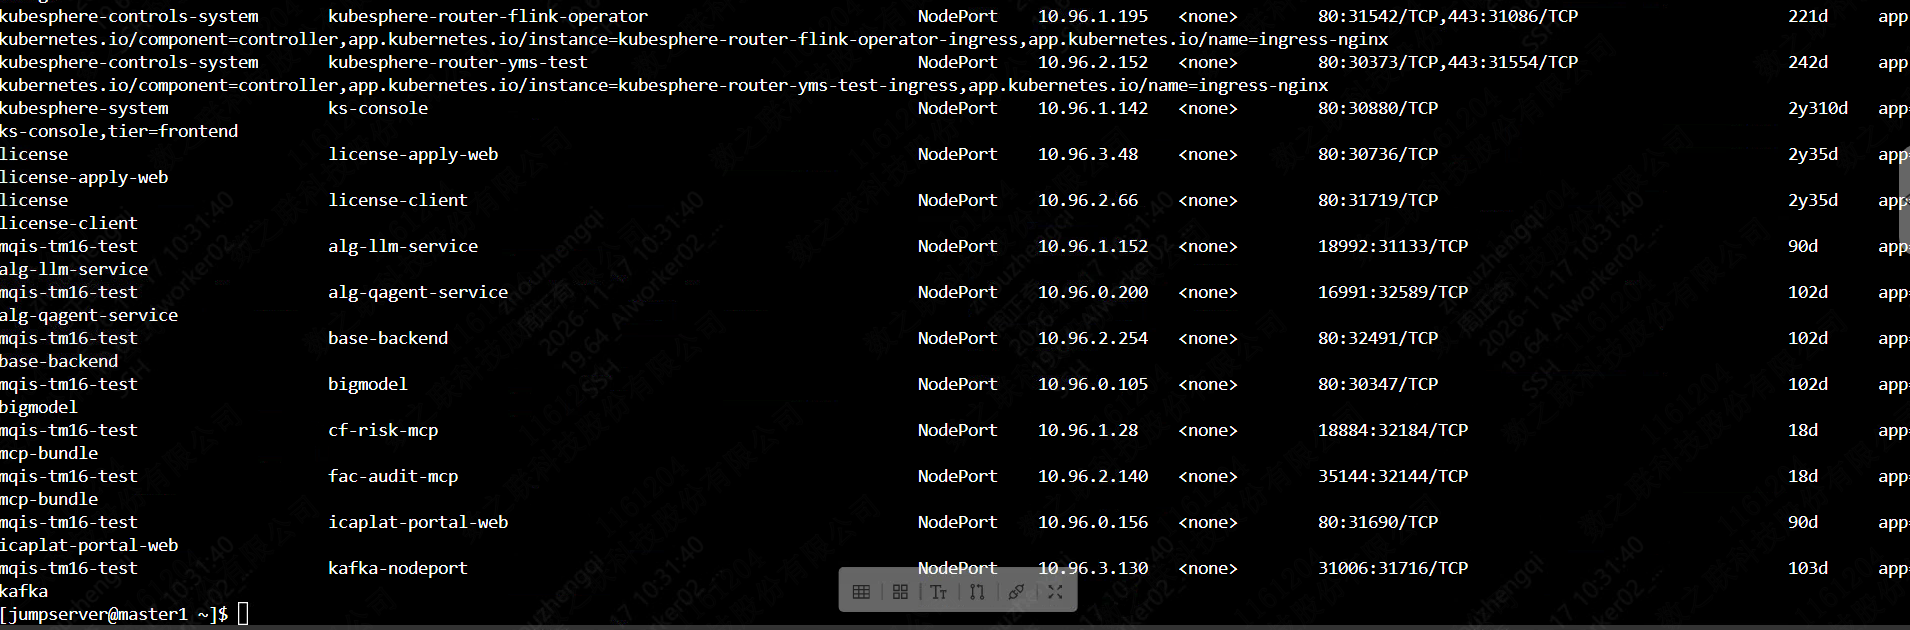 kubesphere-controls-system kubesphere-router-flink-operator NodePort 10.96.1.195 <none> 80:31542/TCP,443:31086/TCP 221d app
kubernetes.io/component=controller,app.kubernetes.io/instance=kubesphere-router-flink-operator-ingress,app.kubernetes.io/name=ingress-nginx
kubesphere-controls-system kubesphere-router-yms-test NodePort 10.96.2.152 <none> 80:30373/TCP,443:31554/TCP 242d app
kubernetes.io/component=controller,app.kubernetes.io/instance=kubesphere-router-yms-test-ingress,app.kubernetes.io/name=ingress-nginx
kubesphere-system ks-console NodePort 10.96.1.142 <none> 80:30880/TCP 2y310d app=
ks-console,tier=frontend
license license-apply-web NodePort 10.96.3.48 <none> 80:30736/TCP 2y35d app=
license-apply-web
license license-client NodePort 10.96.2.66 <none> 80:31719/TCP 2y35d app=
license-client
mqis-tm16-test alg-llm-service NodePort 10.96.1.152 <none> 18992:31133/TCP 90d app=
alg-llm-service
mqis-tm16-test alg-qagent-service NodePort 10.96.0.200 <none> 16991:32589/TCP 102d app=
alg-qagent-service
mqis-tm16-test base-backend NodePort 10.96.2.254 <none> 80:32491/TCP 102d app=
base-backend
mqis-tm16-test bigmodel NodePort 10.96.0.105 <none> 80:30347/TCP 102d app=
bigmodel
mqis-tm16-test cf-risk-mcp NodePort 10.96.1.28 <none> 18884:32184/TCP 18d app=
mcp-bundle
mqis-tm16-test fac-audit-mcp NodePort 10.96.2.140 <none> 35144:32144/TCP 18d app=
mcp-bundle
mqis-tm16-test icaplat-portal-web NodePort 10.96.0.156 <none> 80:31690/TCP 90d app=
icaplat-portal-web
mqis-tm16-test kafka-nodeport NodePort 10.96.3.130 <none> 31006:31716/TCP 103d app=
kafka
[jumpserver@master1 ~]$